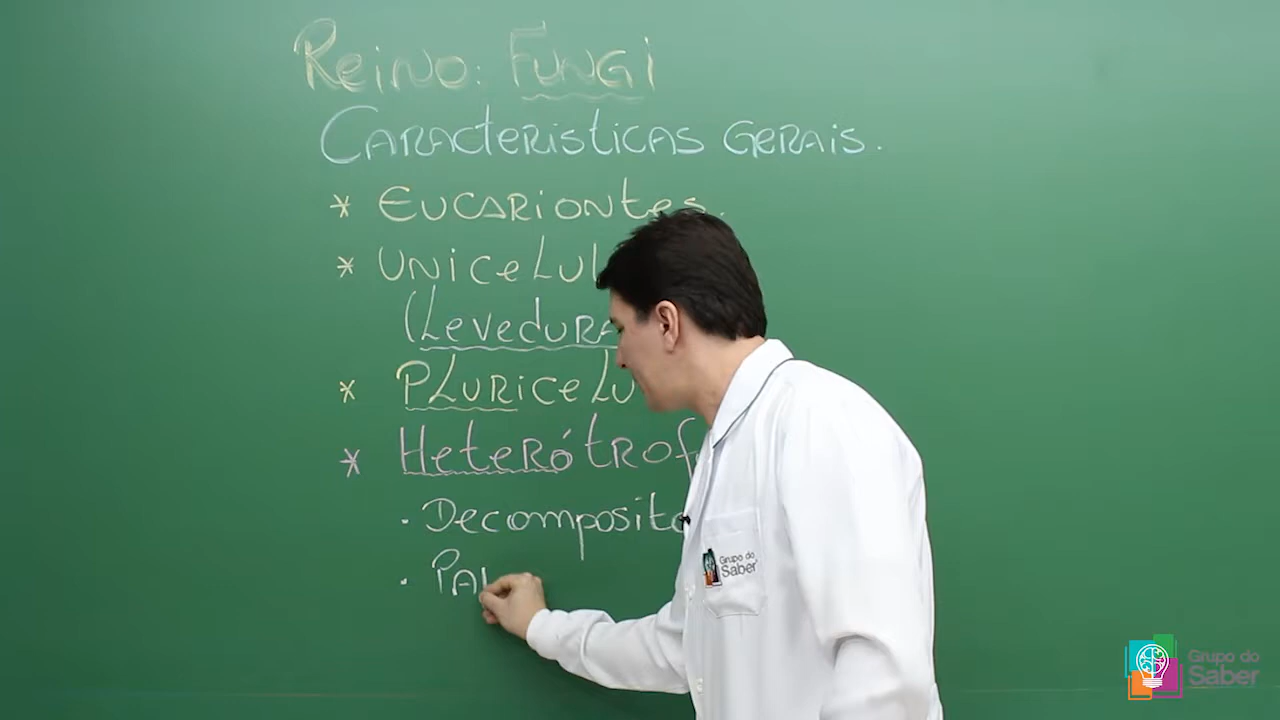 Reino: Fungi
Características Gerais.
* Eucariontes.
* Unicelul
(Levedura
* Pluricelu
* Heterótrof
· Decomposito
· Pa
Grupo do
Saber
Grupo do
Saber